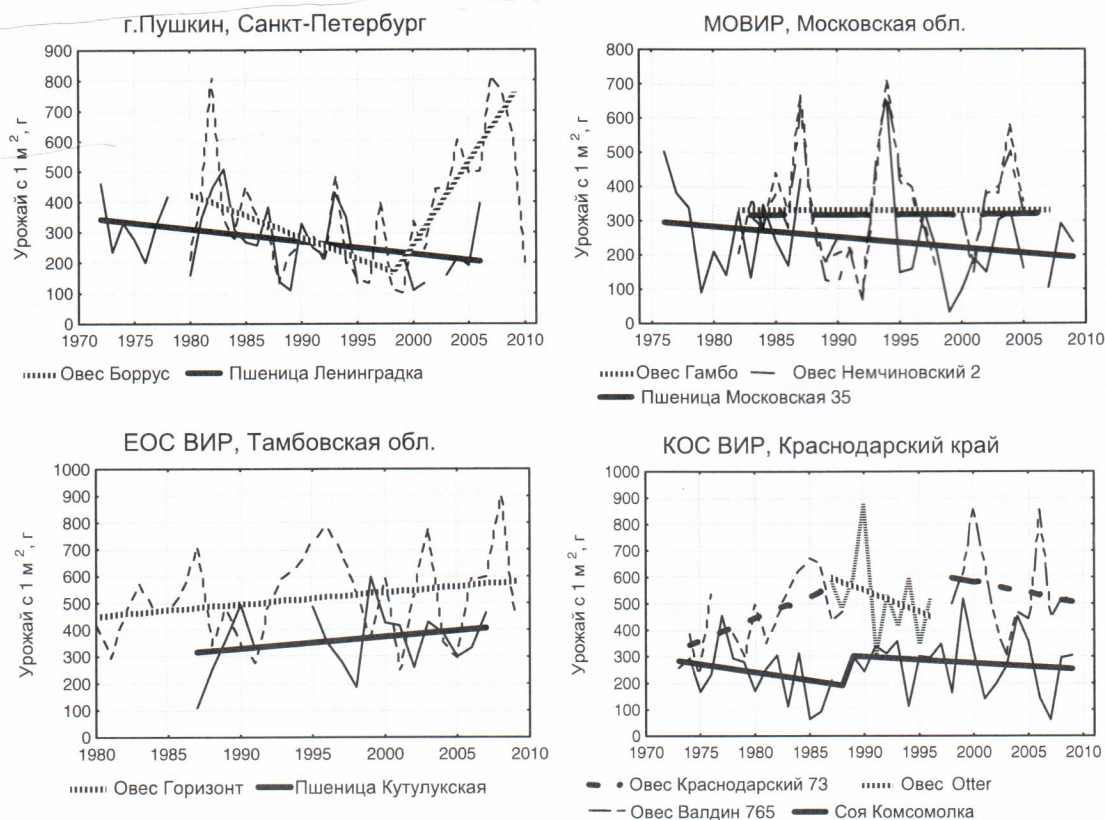 г.Пушкин, Санкт-Петербург
Урожай с 1 м 2, г
900
800
700
600
500
400
300
200
100
0
1970 1975 1980 1985 1990 1995 2000 2005 2010
Овес Боррус Пшеница Ленинградка
МОВИР, Московская обл.
Урожай с 1 м 2, г
800
700
600
500
400
300
200
100
0
1975 1980 1985 1990 1995 2000 2005 2010
Овес Гамбо Овес Немчиновский 2
Пшеница Московская 35
ЕОС ВИР, Тамбовская обл.
Урожай с 1 м 2, г
1000
900
800
700
600
500
400
300
200
100
0
1980 1985 1990 1995 2000 2005 2010
Овес Горизонт Пшеница Кутулукская
КОС ВИР, Краснодарский край
Урожай с 1 м 2, г
1000
900
800
700
600
500
400
300
200
100
0
1970 1975 1980 1985 1990 1995 2000 2005 2010
Овес Краснодарский 73 Овес Otter
Овес Валдин 765 Соя Комсомолка